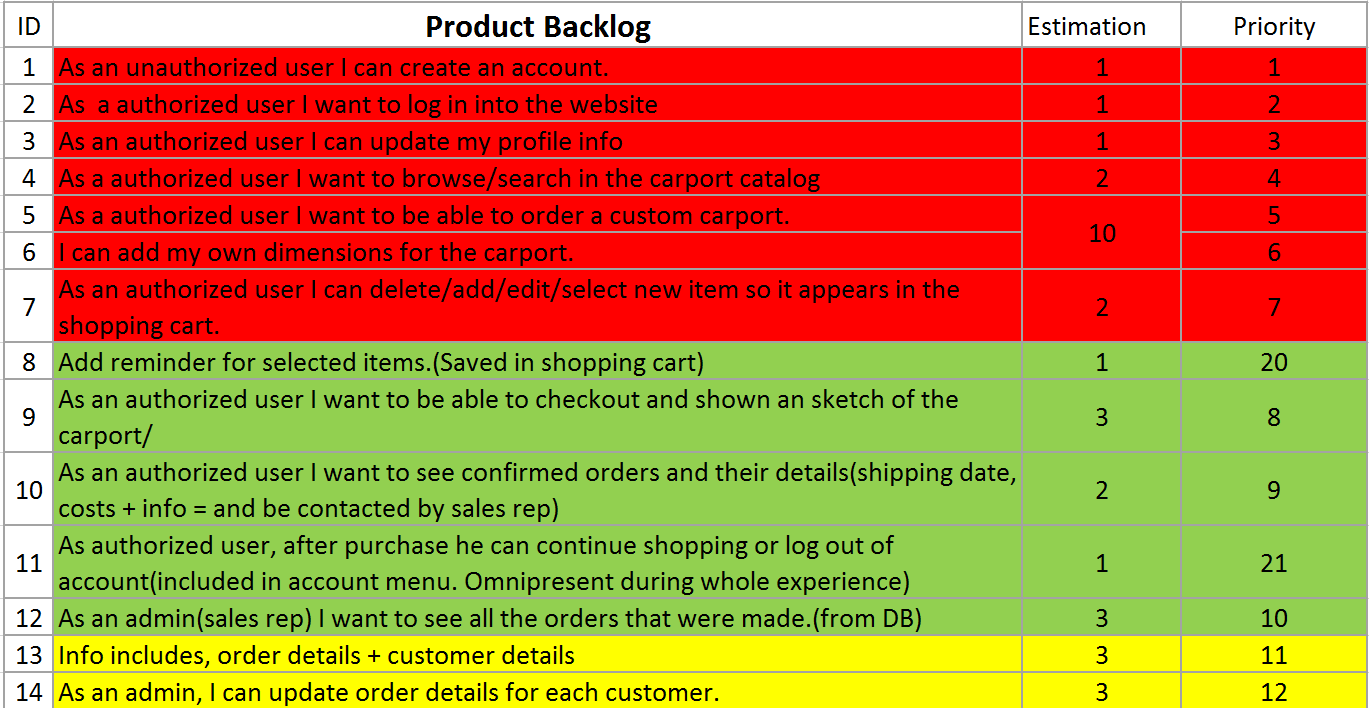 ID Product Backlog Estimation Priority
1 As an unauthorized user I can create an account. 1 1
2 As a authorized user I want to log in into the website 1 2
3 As an authorized user I can update my profile info 1 3
4 As a authorized user I want to browse/search in the carport catalog 2 4
5 As a authorized user I want to be able to order a custom carport. 10 5
6 I can add my own dimensions for the carport. 6
7 As an authorized user I can delete/add/edit/select new item so it appears in the
shopping cart. 2 7
8 Add reminder for selected items.(Saved in shopping cart) 1 20
9 As an authorized user I want to be able to checkout and shown an sketch of the
carport/ 3 8
10 As an authorized user I want to see confirmed orders and their details(shipping date,
costs + info = and be contacted by sales rep) 2 9
11 As authorized user, after purchase he can continue shopping or log out of
account(included in account menu. Omnipresent during whole experience) 1 21
12 As an admin(sales rep) I want to see all the orders that were made.(from DB) 3 10
13 Info includes, order details + customer details 3 11
14 As an admin, I can update order details for each customer. 3 12